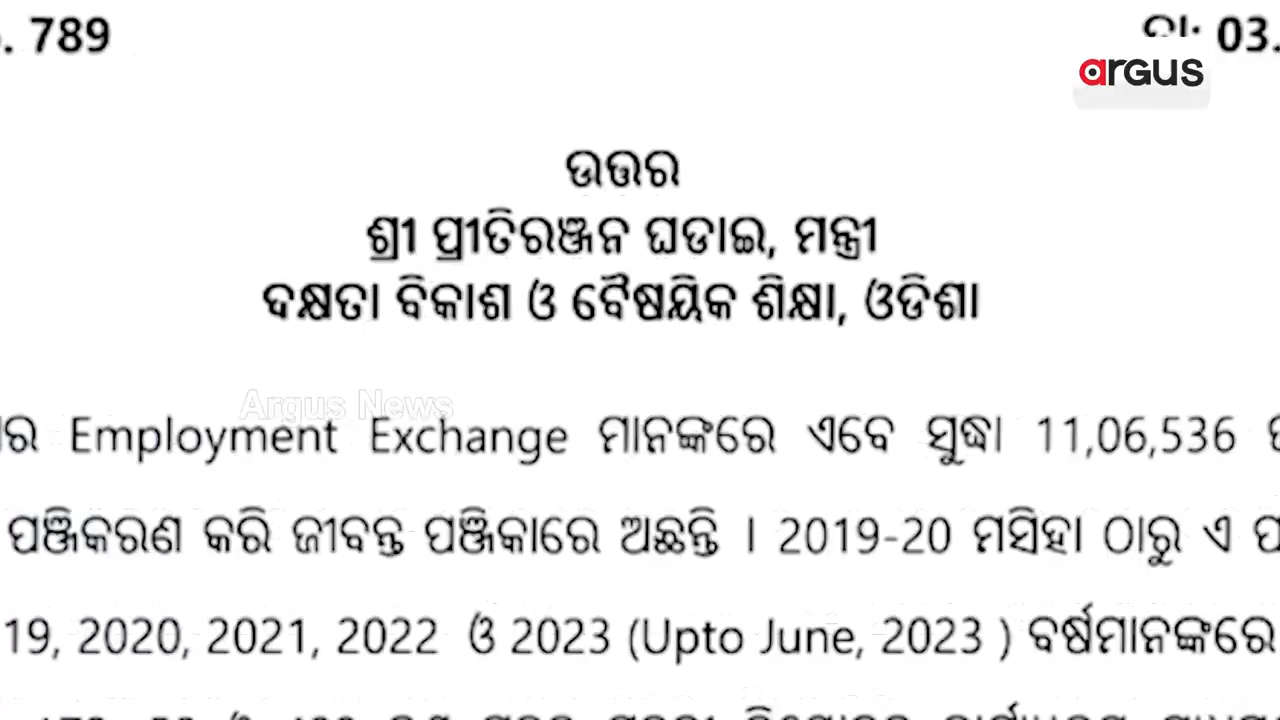 . 789
ତା: 03.
argus
ଉତ୍ତର
ଶ୍ରୀ ପ୍ରୀତିରଞ୍ଜନ ଘଡାଇ, ମନ୍ତ୍ରୀ
ଦକ୍ଷତା ବିକାଶ ଓ ବୈଷୟିକ ଶିକ୍ଷା, ଓଡିଶା
Argus News
ର Employment Exchange ମାନଙ୍କରେ ଏବେ ସୁଦ୍ଧା 11,06,536
ପଞ୍ଜିକରଣ କରି ଜୀବନ୍ତ ପଞ୍ଜିକାରେ ଅଛନ୍ତି । 2019-20 ମସିହା ଠାରୁ ଏ ପ
19, 2020, 2021, 2022 ଓ 2023 (Upto June, 2023 ) ବର୍ଷମାନଙ୍କରେ